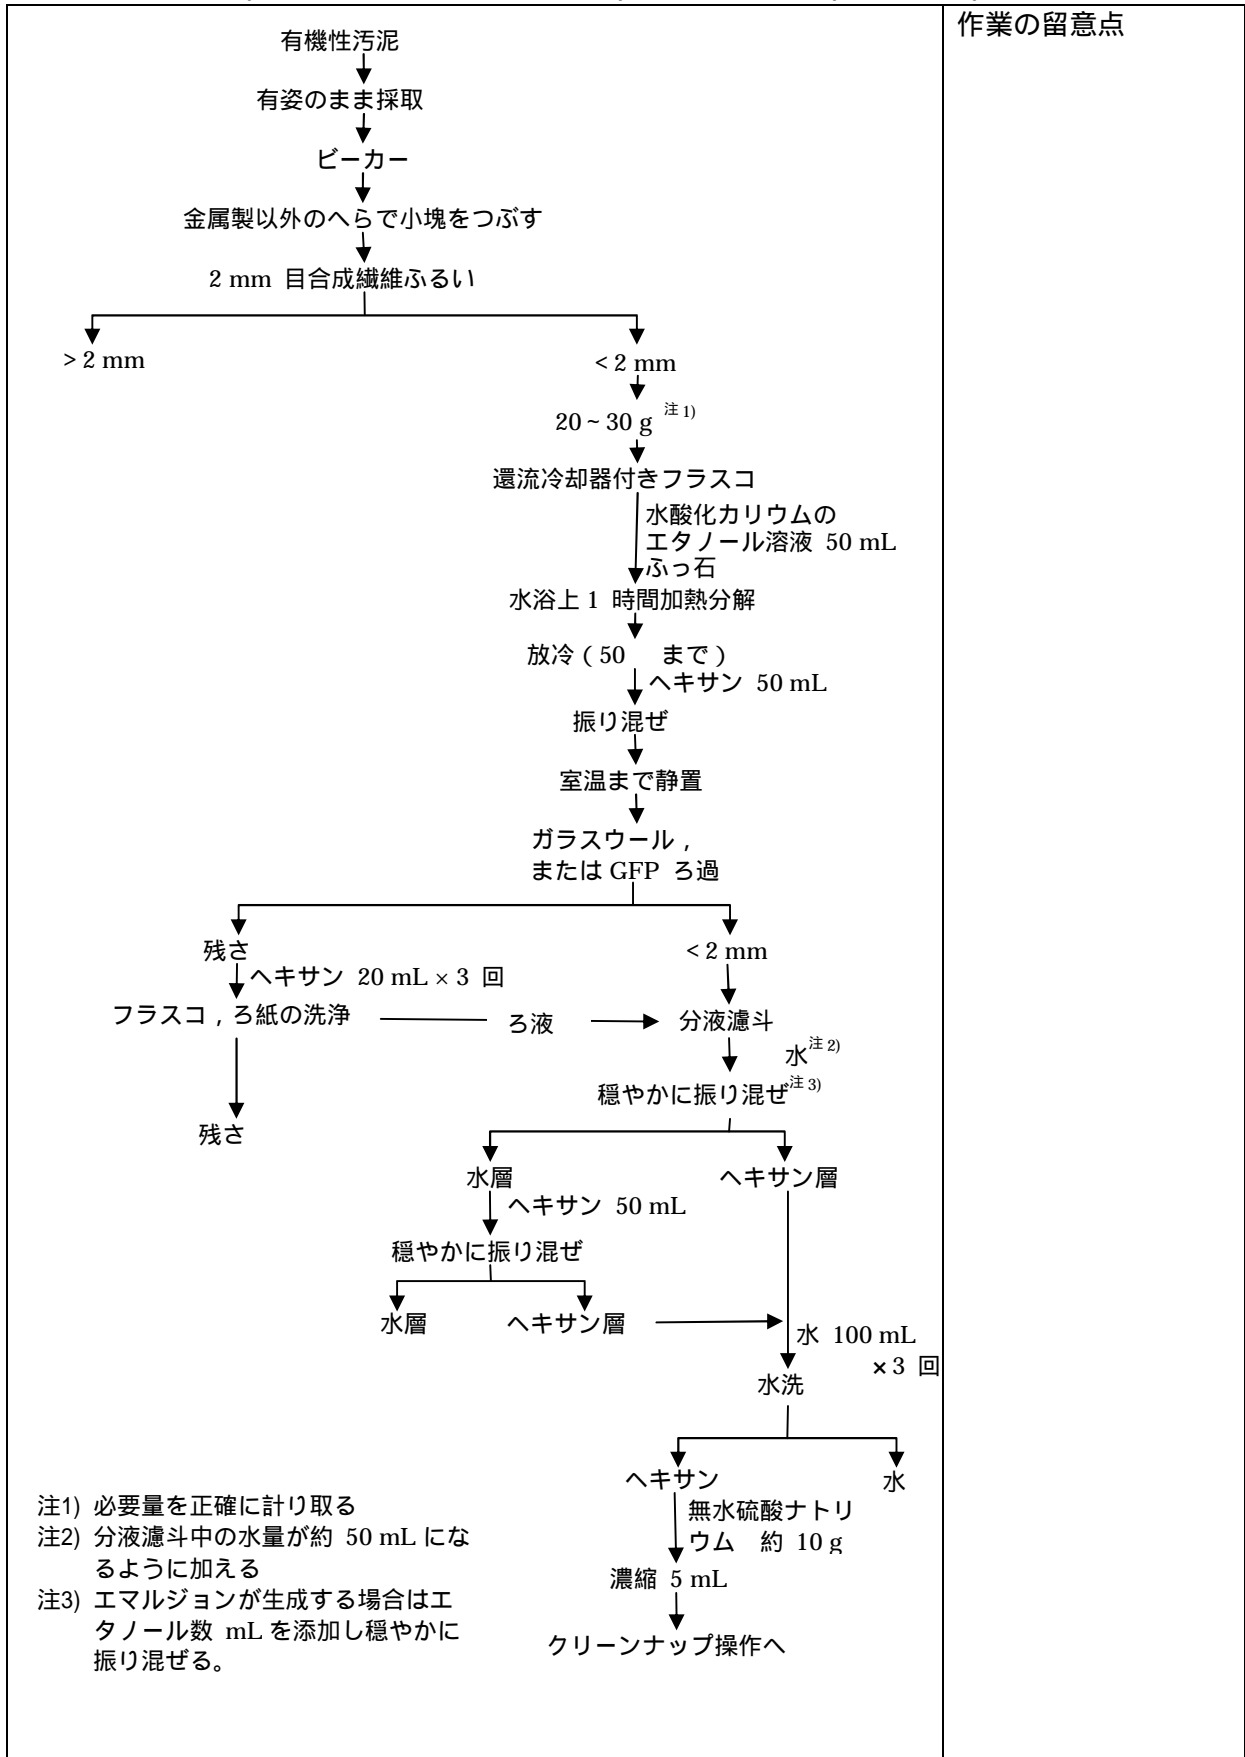 作業の留意点
有機性汚泥
有姿のまま採取
ビーカー
金属製以外のへらで小塊をつぶす
2 mm 目合成繊維ふるい
> 2 mm
< 2 mm
20 ~ 30 g 注 1)
還流冷却器付きフラスコ
水酸化カリウムの
エタノール溶液 50 mL
ふっ石
水浴上 1 時間加熱分解
放冷 ( 50 まで )
ヘキサン 50 mL
振り混ぜ
室温まで静置
ガラスウール ,
または GFP ろ過
残さ
< 2 mm
ヘキサン 20 mL × 3 回
フラスコ , ろ紙の洗浄
ろ液
分液濾斗
水注 2)
穏やかに振り混ぜ注 3)
残さ
水層
ヘキサン層
ヘキサン 50 mL
穏やかに振り混ぜ
水層
ヘキサン層
水 100 mL
×3 回
水洗
ヘキサン
水
無水硫酸ナトリ
ウム 約 10 g
濃縮 5 mL
クリーンナップ操作へ
注1) 必要量を正確に計り取る
注2) 分液濾斗中の水量が約 50 mL にな
るように加える
注3) エマルジョンが生成する場合はエ
タノール数 mL を添加し穏やかに
振り混ぜる。